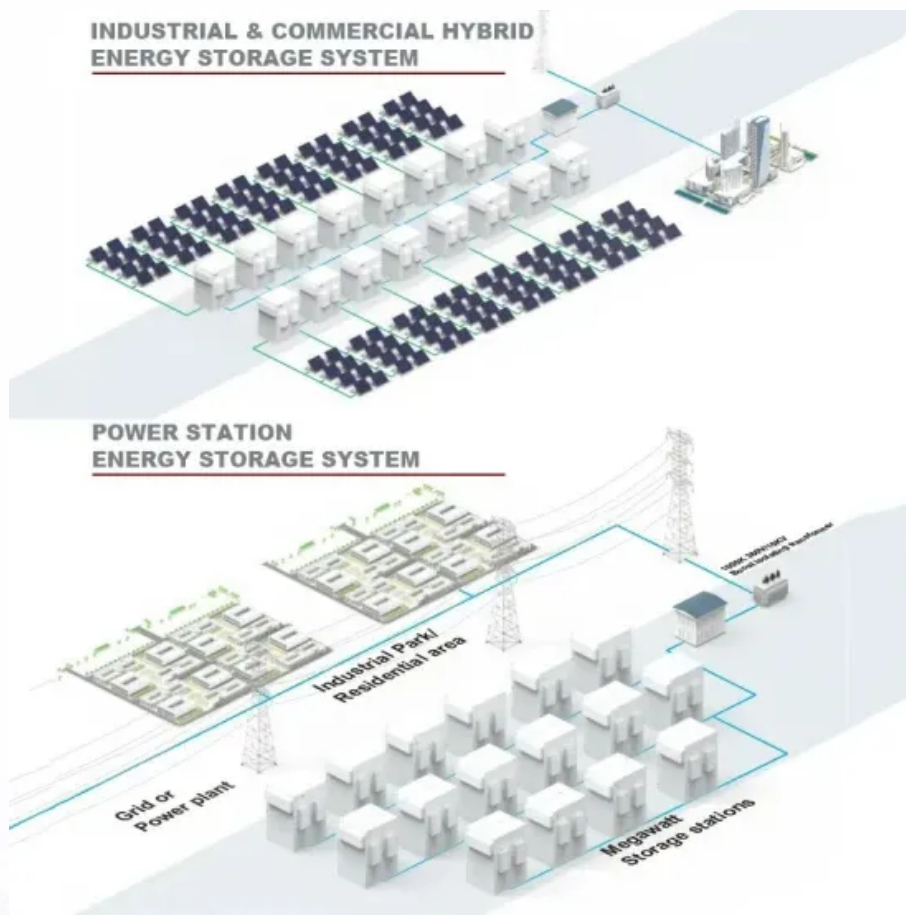 INDUSTRIAL & COMMERCIAL HYBRID
ENERGY STORAGE SYSTEM
POWER STATION
ENERGY STORAGE SYSTEM
Industrial Park/
Residential area
Grid or
Power plant
Megawatt
Storage stations